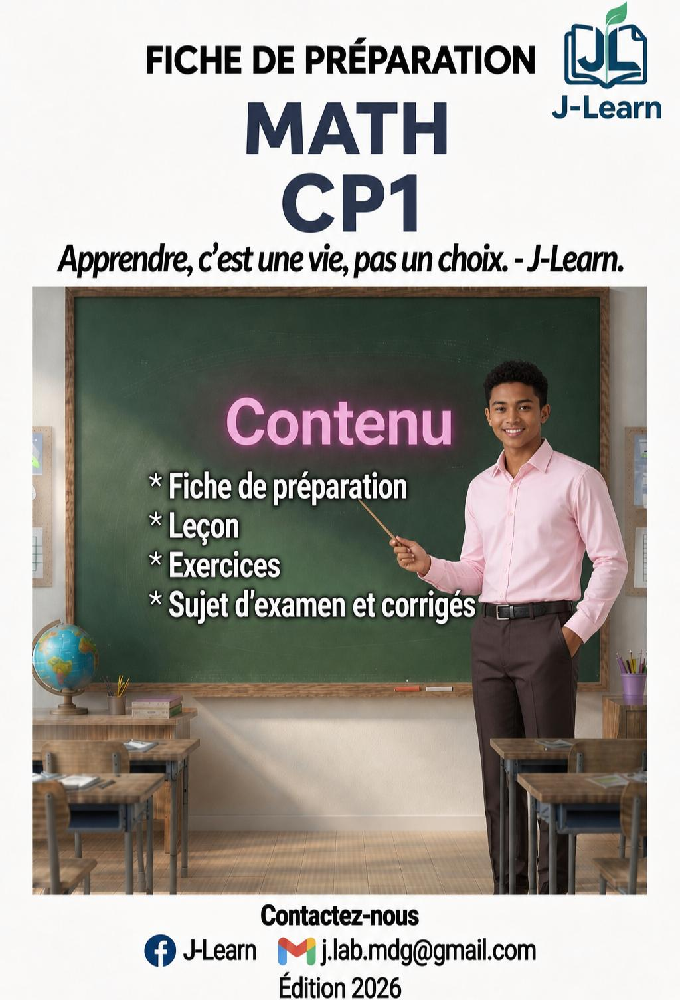 JL
J-Learn
FICHE DE PRÉPARATION
MATH
CP1
Apprendre, c'est une vie, pas un choix. - J-Learn.
Contenu
* Fiche de préparation
* Leçon
* Exercices
* Sujet d'examen et corrigés
Contactez-nous
J-Learn j.lab.mdg@gmail.com
Édition 2026